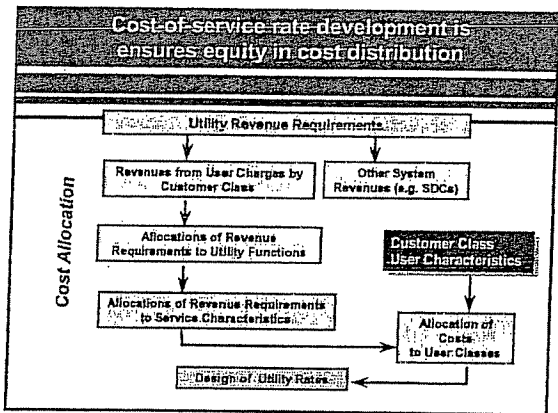 Cost-of-service rate development is
ensures equity in cost distribution
Utility Revenue Requirements
Revenues from User Charges by
Customer Class
Other System
Revenues (e.g. SDCs)
Cost Allocation
Allocations of Revenue
Requirements to Utility Functions
Customer Class
User Characteristics
Allocations of Revenue Requirements
to Service Characteristics
Allocation of
Costs
to User Classes
Design of Utility Rates